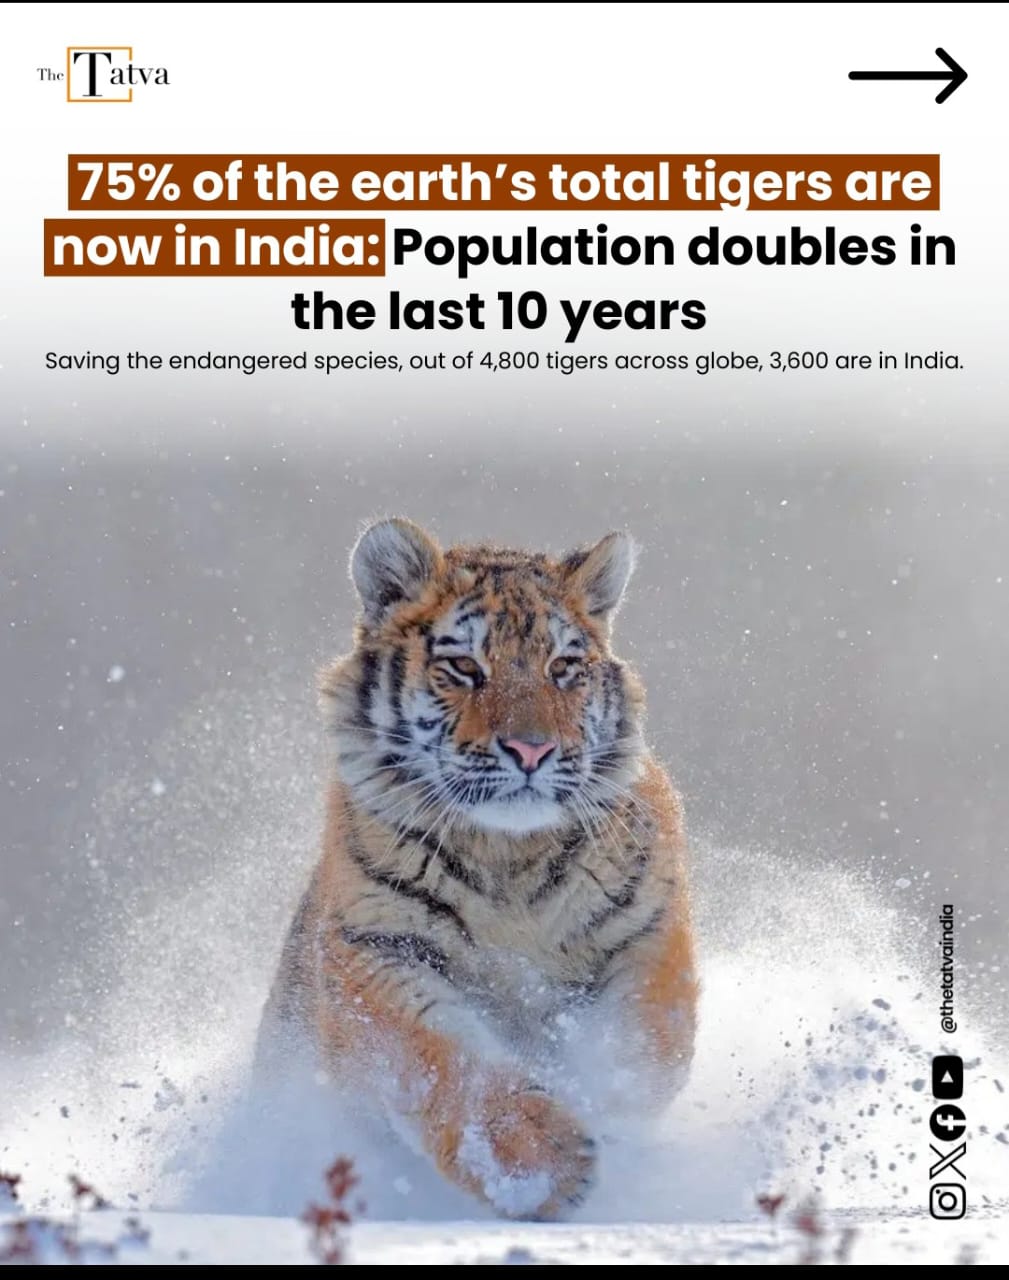 The Tatva
75% of the earth's total tigers are
now in India: Population doubles in
the last 10 years
Saving the endangered species, out of 4,800 tigers across globe, 3,600 are in India.
@thetatvaindia